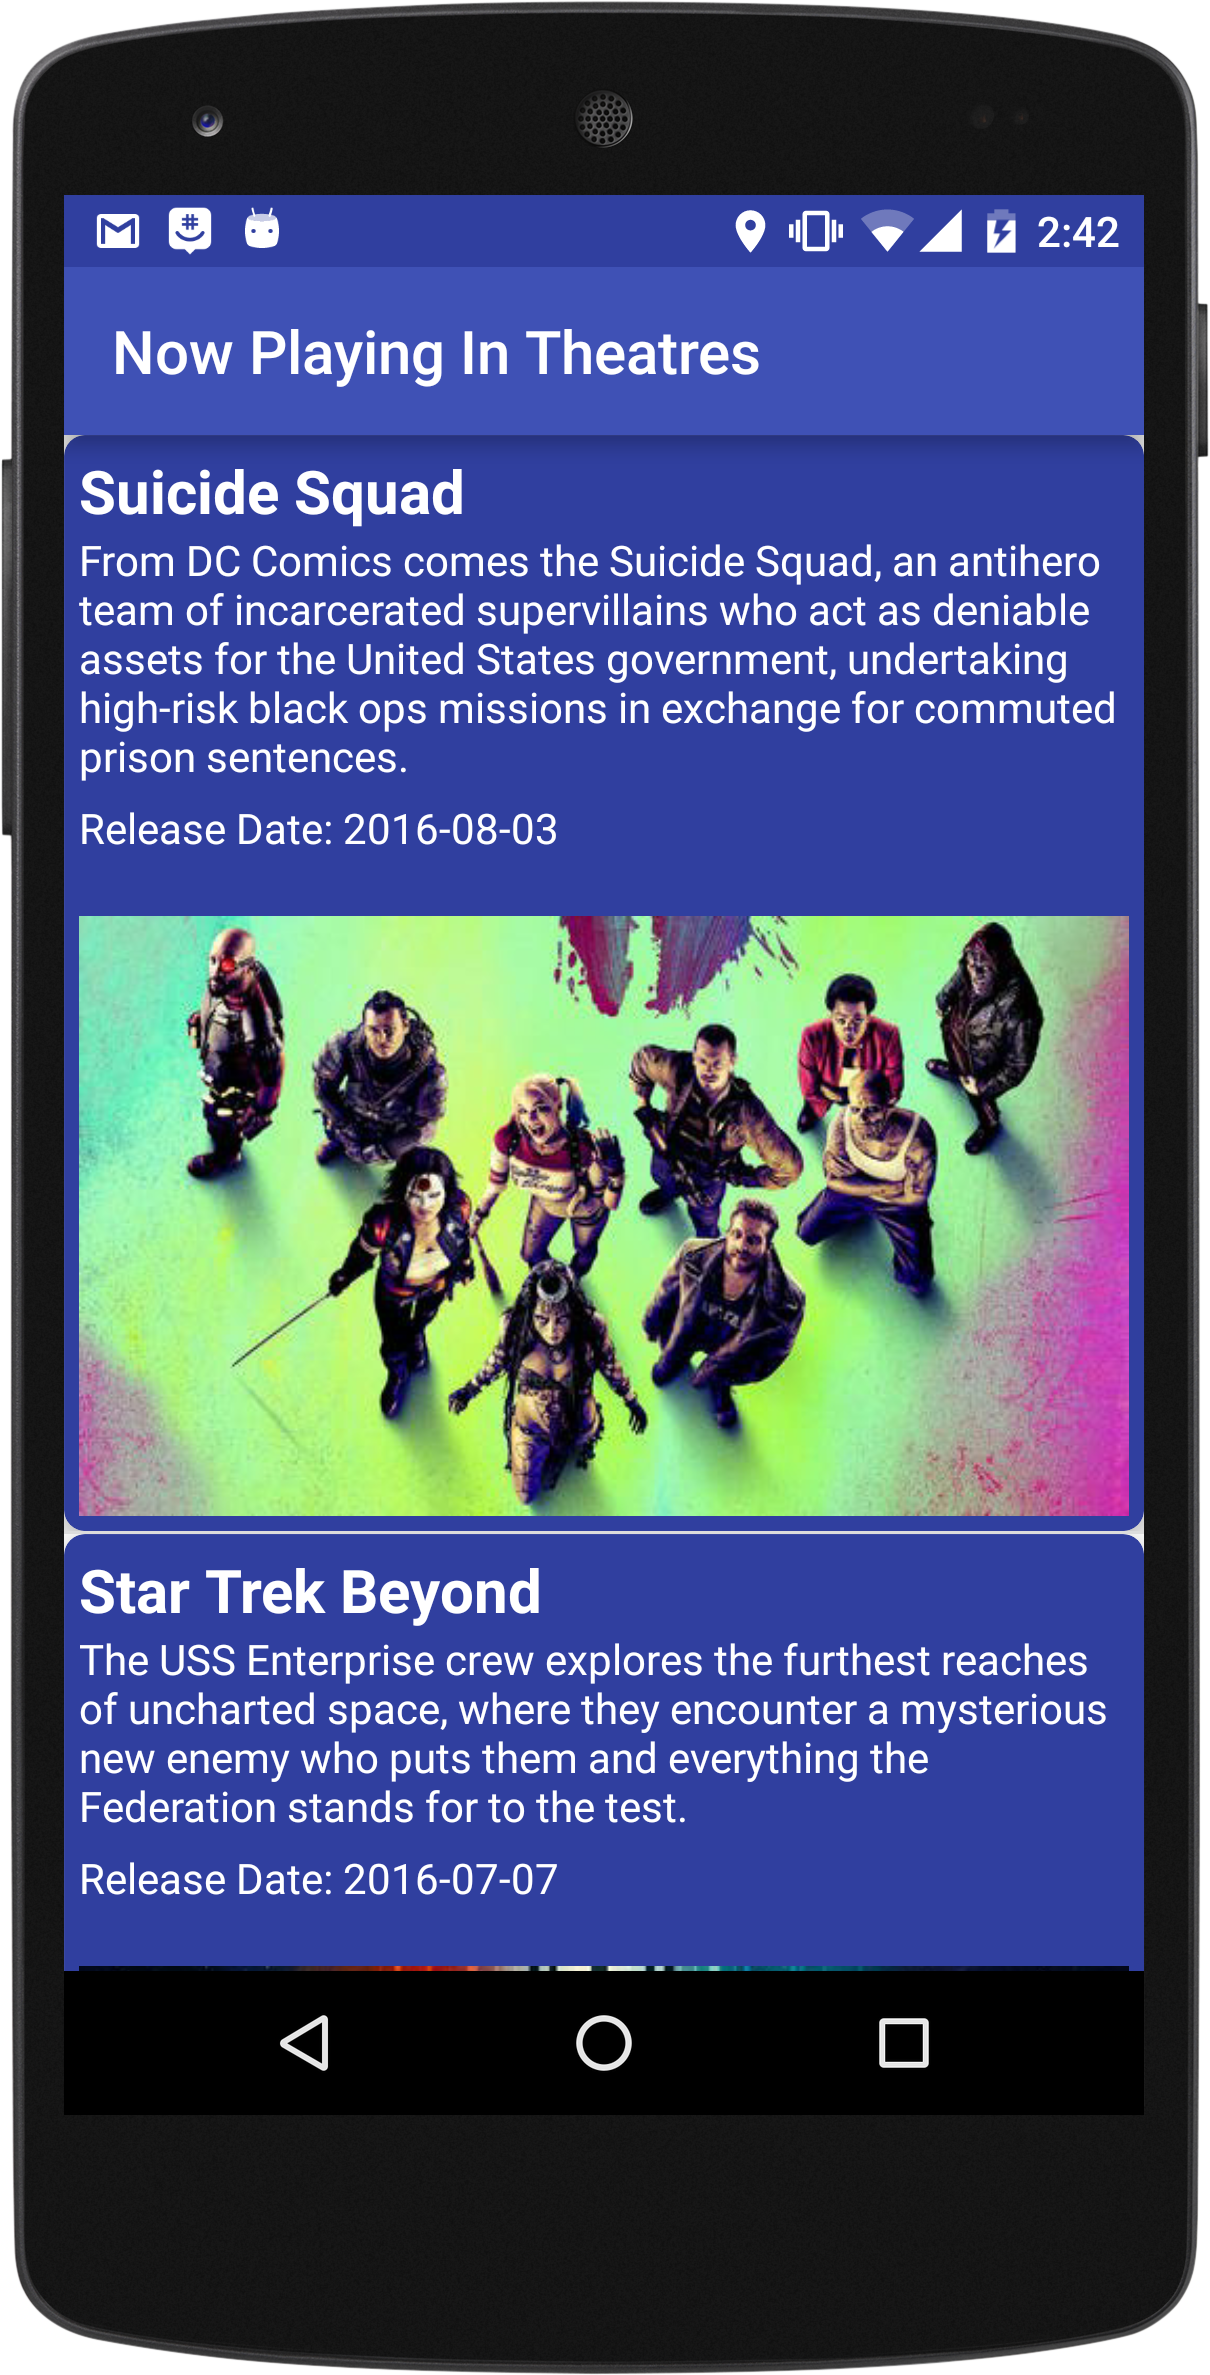 2:42
Now Playing In Theatres
Suicide Squad
From DC Comics comes the Suicide Squad, an antihero
team of incarcerated supervillains who act as deniable
assets for the United States government, undertaking
high-risk black ops missions in exchange for commuted
prison sentences.
Release Date: 2016-08-03
Star Trek Beyond
The USS Enterprise crew explores the furthest reaches
of uncharted space, where they encounter a mysterious
new enemy who puts them and everything the
Federation stands for to the test.
Release Date: 2016-07-07